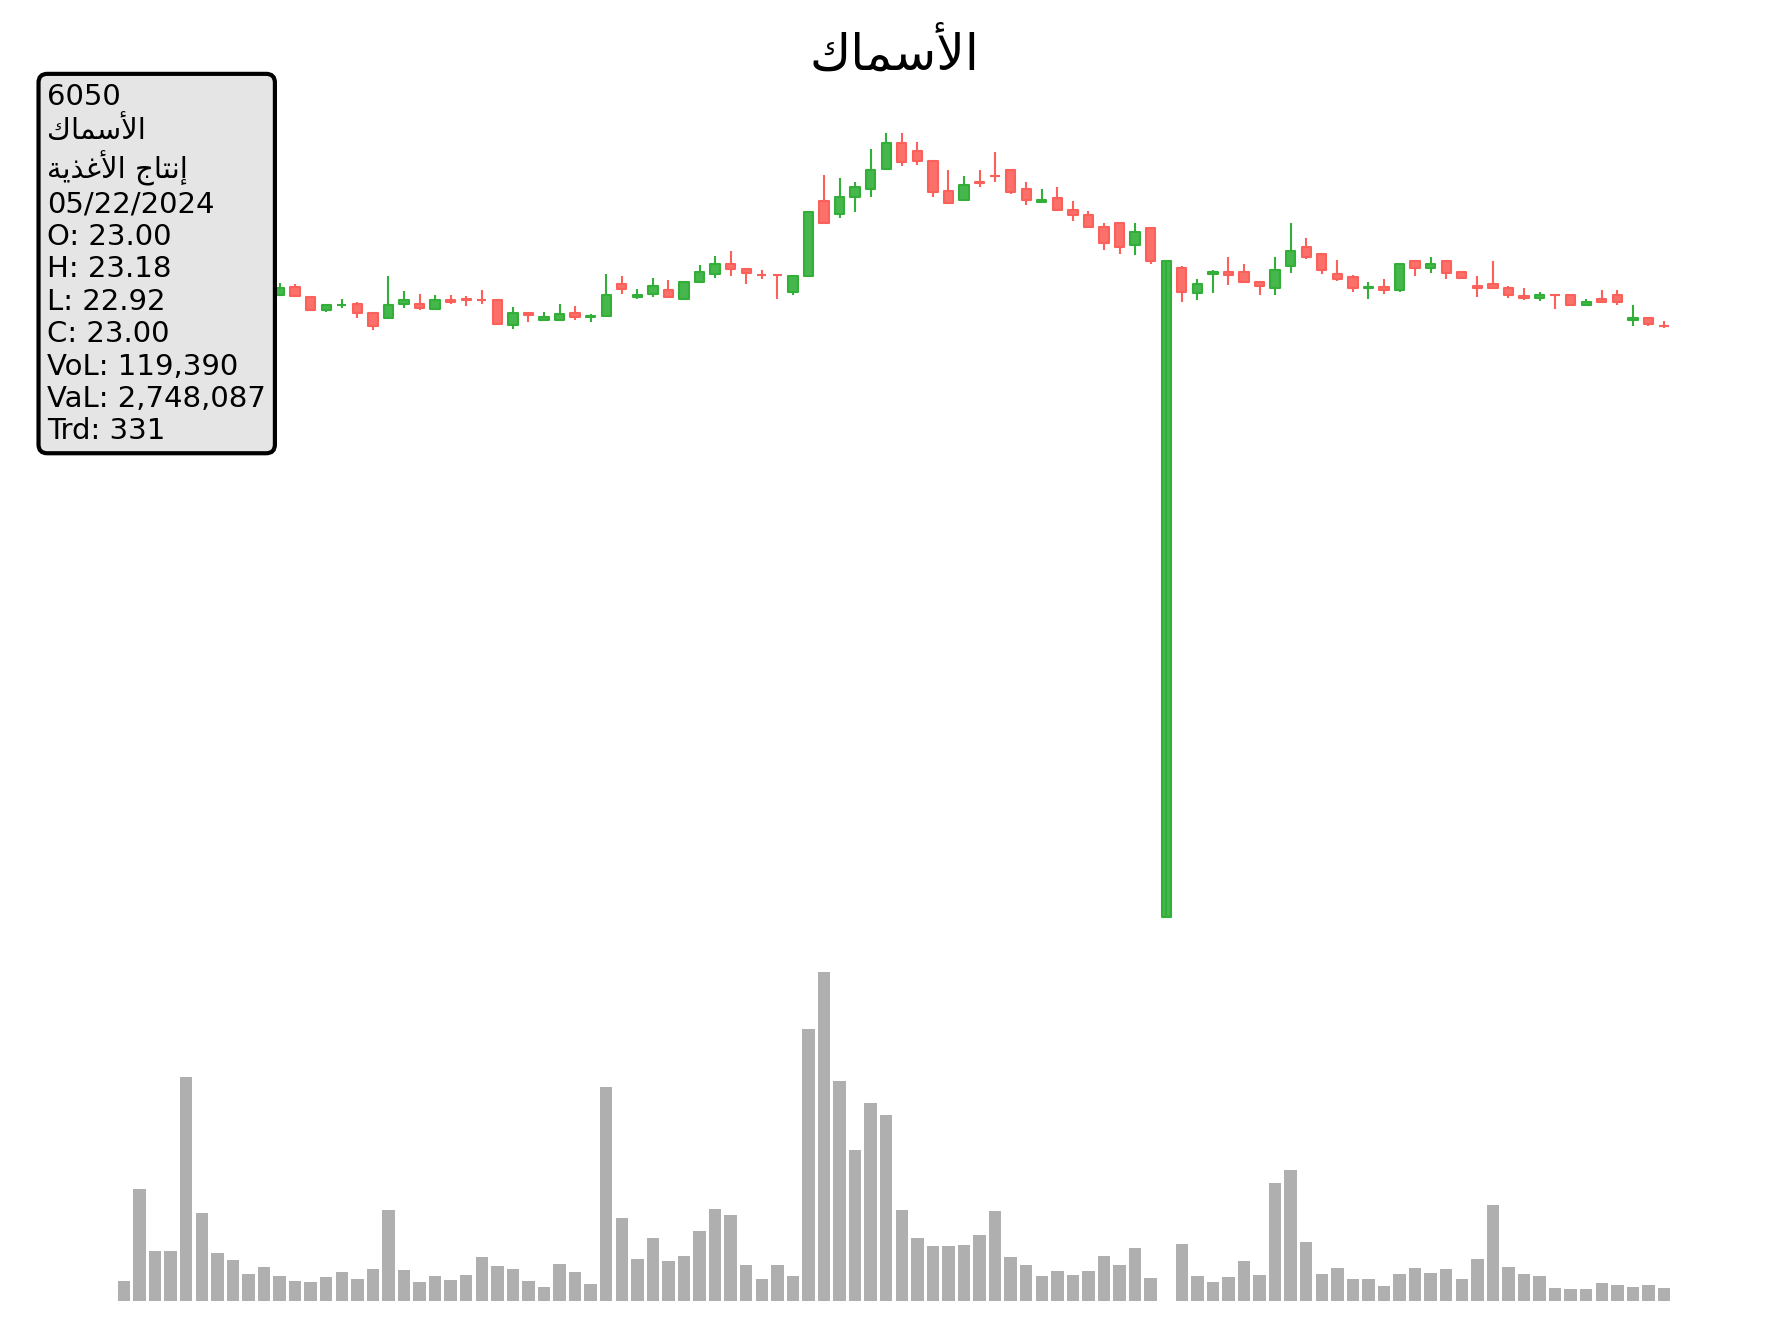 الأسماك
6050
الأسماك
إنتاج الأغذية
05/22/2024
O: 23.00
H: 23.18
L: 22.92
C: 23.00
VoL: 119,390
VaL: 2,748,087
Trd: 331